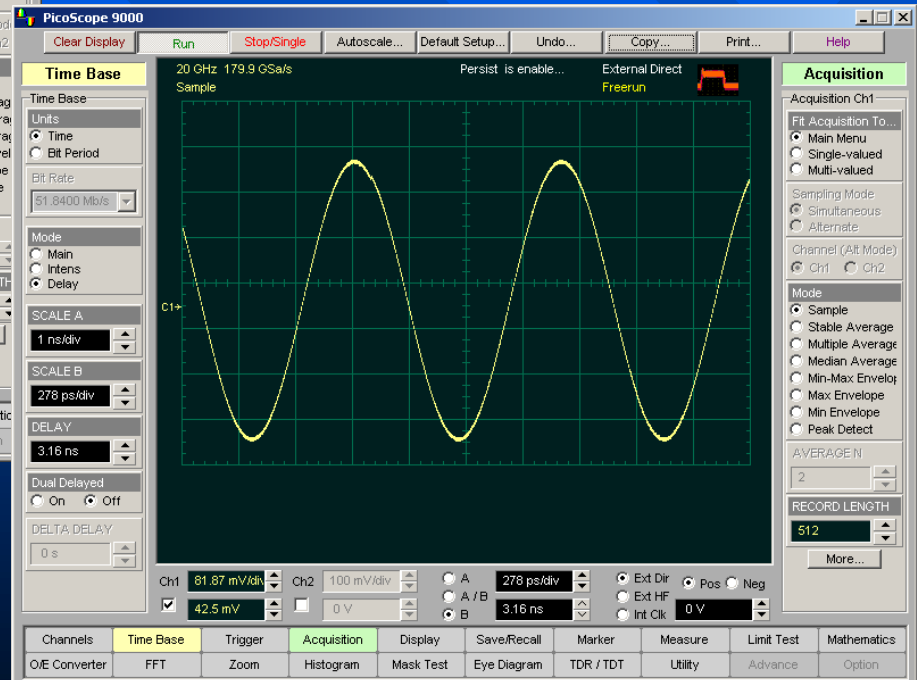 PicoScope 9000
Clear Display Run Stop/Single Autoscale... Default Setup... Undo... Copy... Print... Help
Time Base
Time Base
Units
Time
Bit Period
Bit Rate
51.8400 Mb/s
Mode
Main
Intens
Delay
SCALE A
1 ns/div
SCALE B
278 ps/div
DELAY
3.16 ns
Dual Delayed
On Off
DELTA DELAY
0 s
20 GHz 179.9 GSa/s Persist is enable... External Direct
Sample Freerun
C1
Acquisition
Acquisition Ch1
Fit Acquisition To...
Main Menu
Single-valued
Multi-valued
Sampling Mode
Simultaneous
Alternate
Channel (Alt Mode)
Ch1 Ch2
Mode
Sample
Stable Average
Multiple Average
Median Average
Min-Max Envelop
Max Envelope
Min Envelope
Peak Detect
AVERAGE N
2
RECORD LENGTH
512
More...
Ch1 81.87 mV/div Ch2 100 mV/div A 278 ps/div Ext Dir Pos Neg
A / B Ext HF
42.5 mV 0 V B 3.16 ns Int Clk 0 V
Channels Time Base Trigger Acquisition Display Save/Recall Marker Measure Limit Test Mathematics
O/E Converter FFT Zoom Histogram Mask Test Eye Diagram TDR / TDT Utility Advance Option